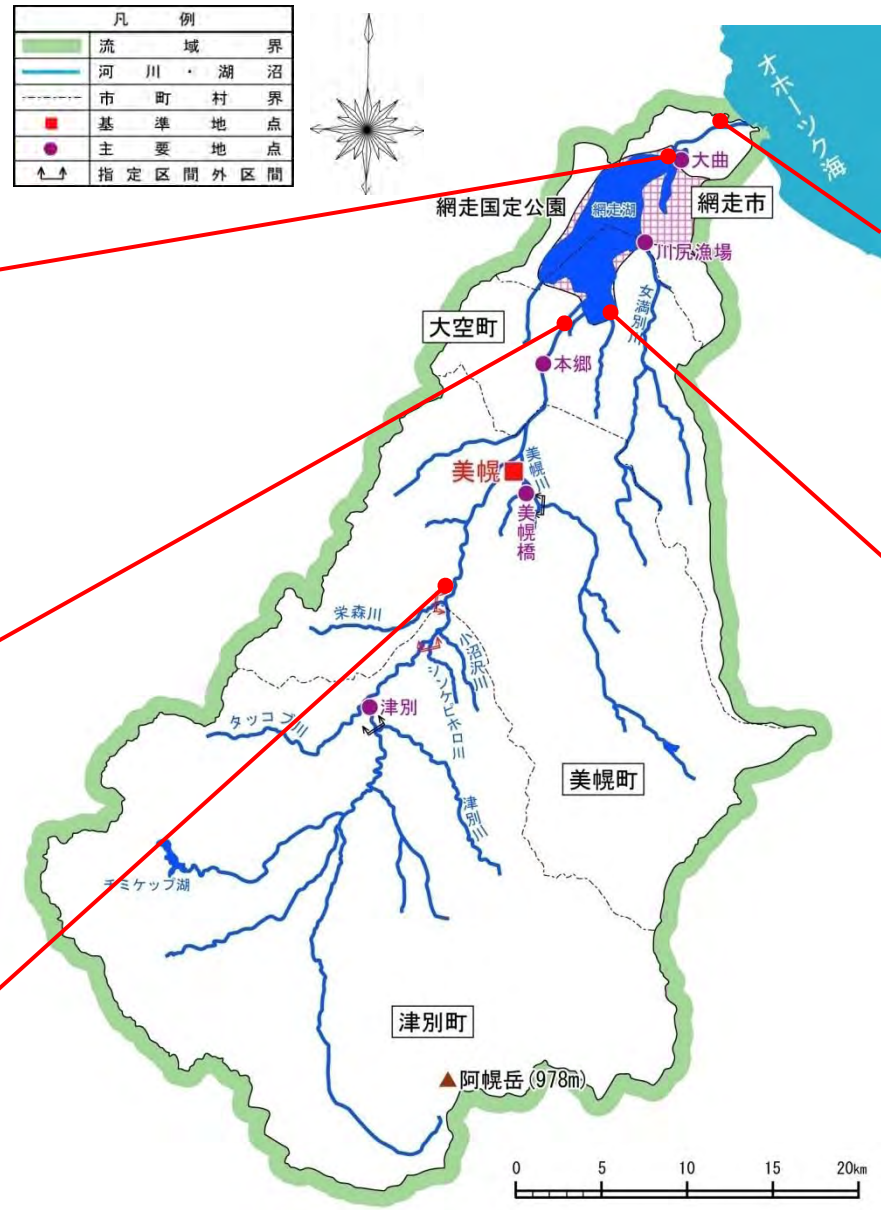 凡例
流域界
河川・湖沼
市町村界
基準地点
主要地点
指定区間外区間
オホーツク海
大曲
網走国定公園
網走湖
網走市
川尻漁場
女満別川
大空町
本郷
美幌
美幌川
美幌橋
栄森川
小沼沢川
シンケピホロ川
津別
タッコブ川
美幌町
津別川
チミケップ湖
津別町
阿幌岳(978m)
0 5 10 15 20km